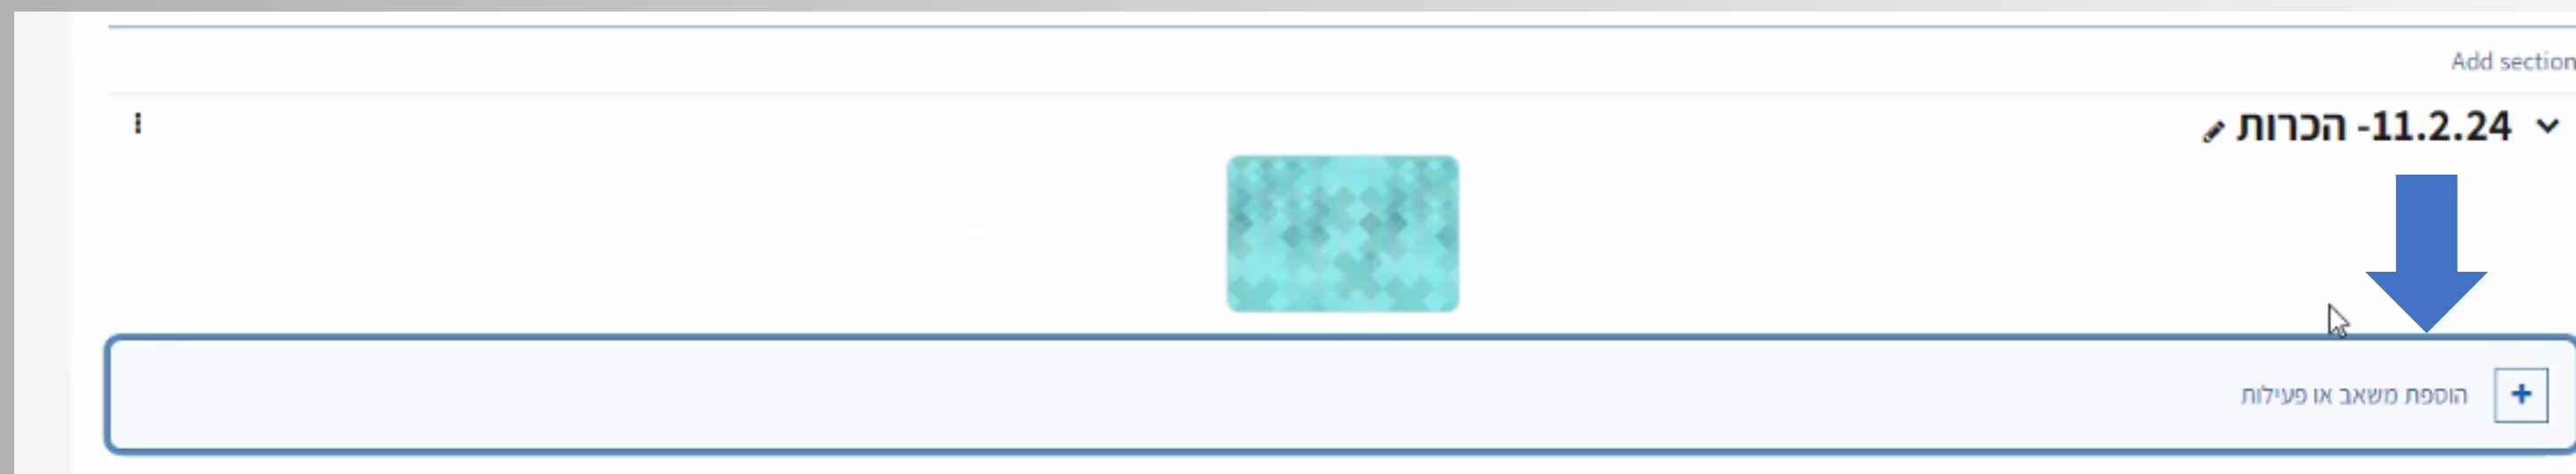 Add section
11.2.24- הכרות
הוספת משאב או פעילות